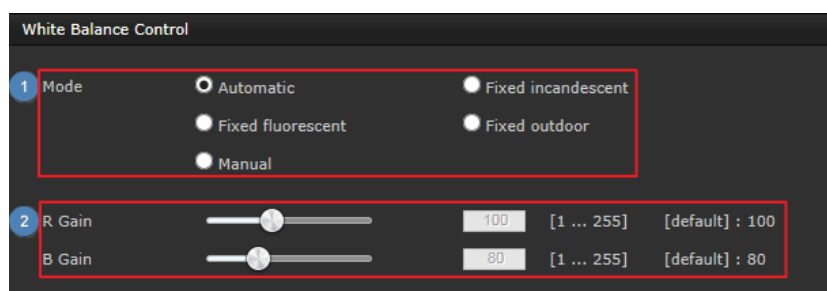 White Balance Control
1 Mode Automatic Fixed incandescent
Fixed fluorescent Fixed outdoor
Manual
2 R Gain 100 [1 ... 255] [default] : 100
B Gain 80 [1 ... 255] [default] : 80